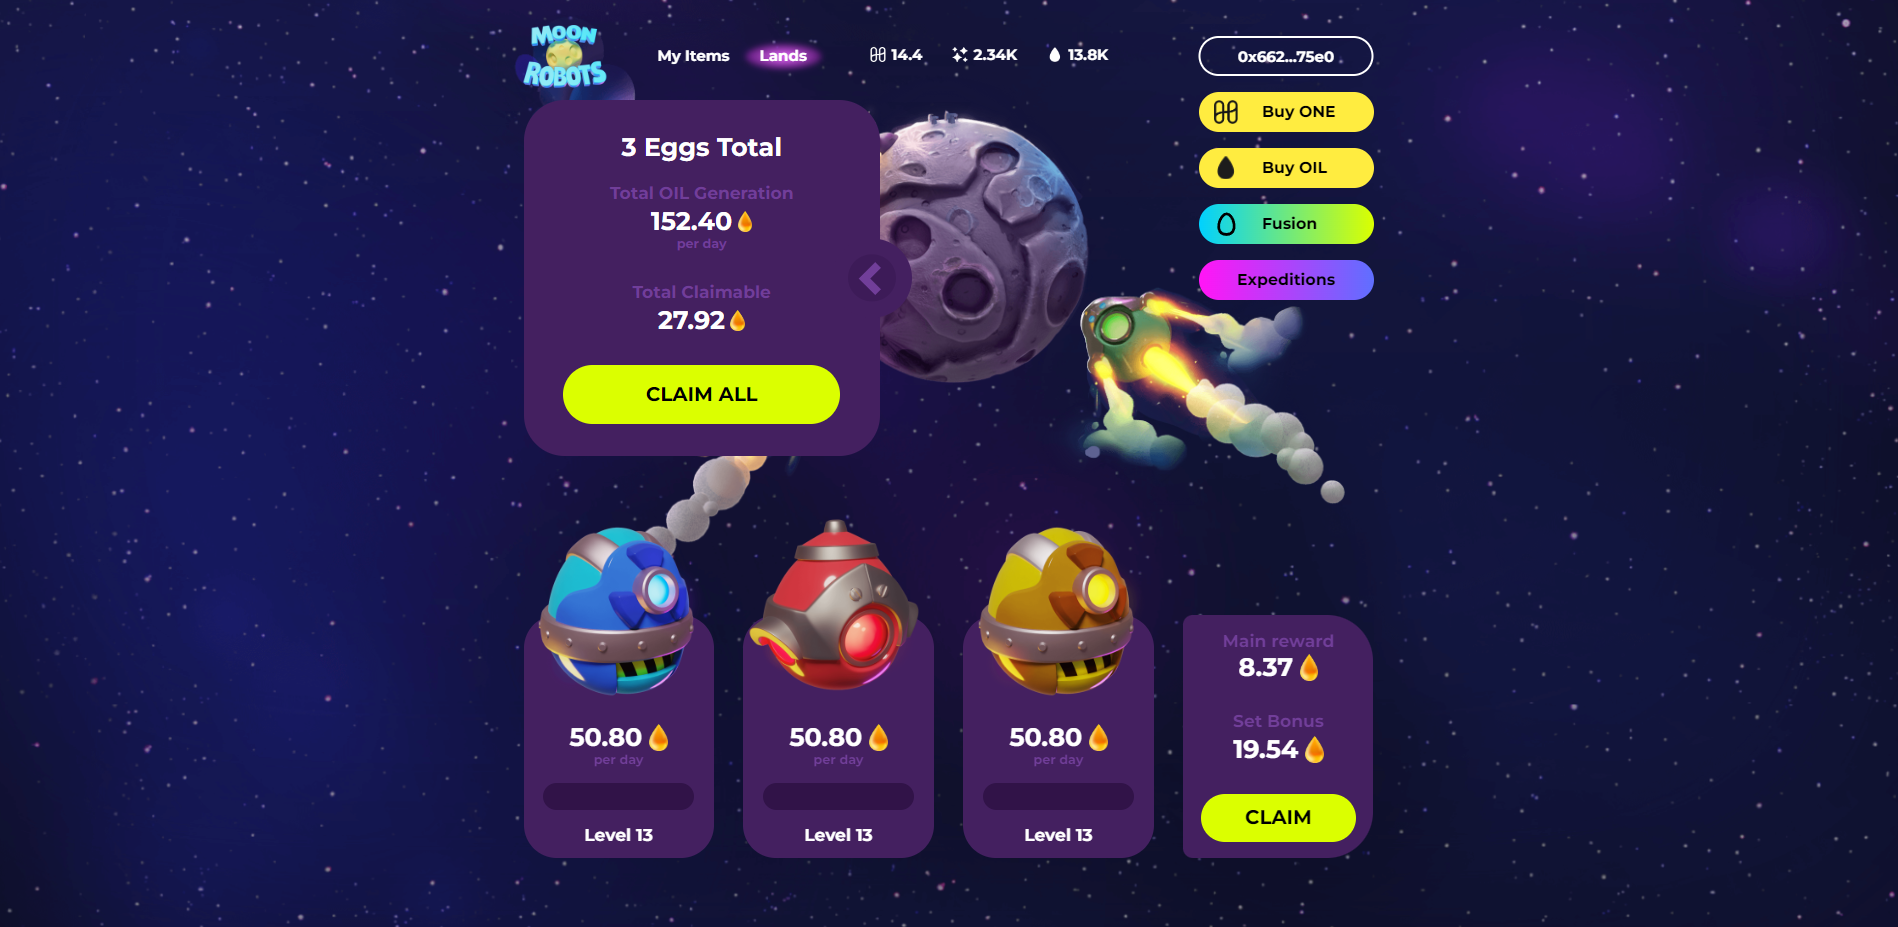 MOON
ROBOTS
My Items
Lands
14.4
2.34K
13.8K
0x662...75e0
Buy ONE
Buy OIL
Fusion
Expeditions
3 Eggs Total
Total OIL Generation
152.40
per day
Total Claimable
27.92
CLAIM ALL
50.80
per day
Level 13
50.80
per day
Level 13
50.80
per day
Level 13
Main reward
8.37
Set Bonus
19.54
CLAIM